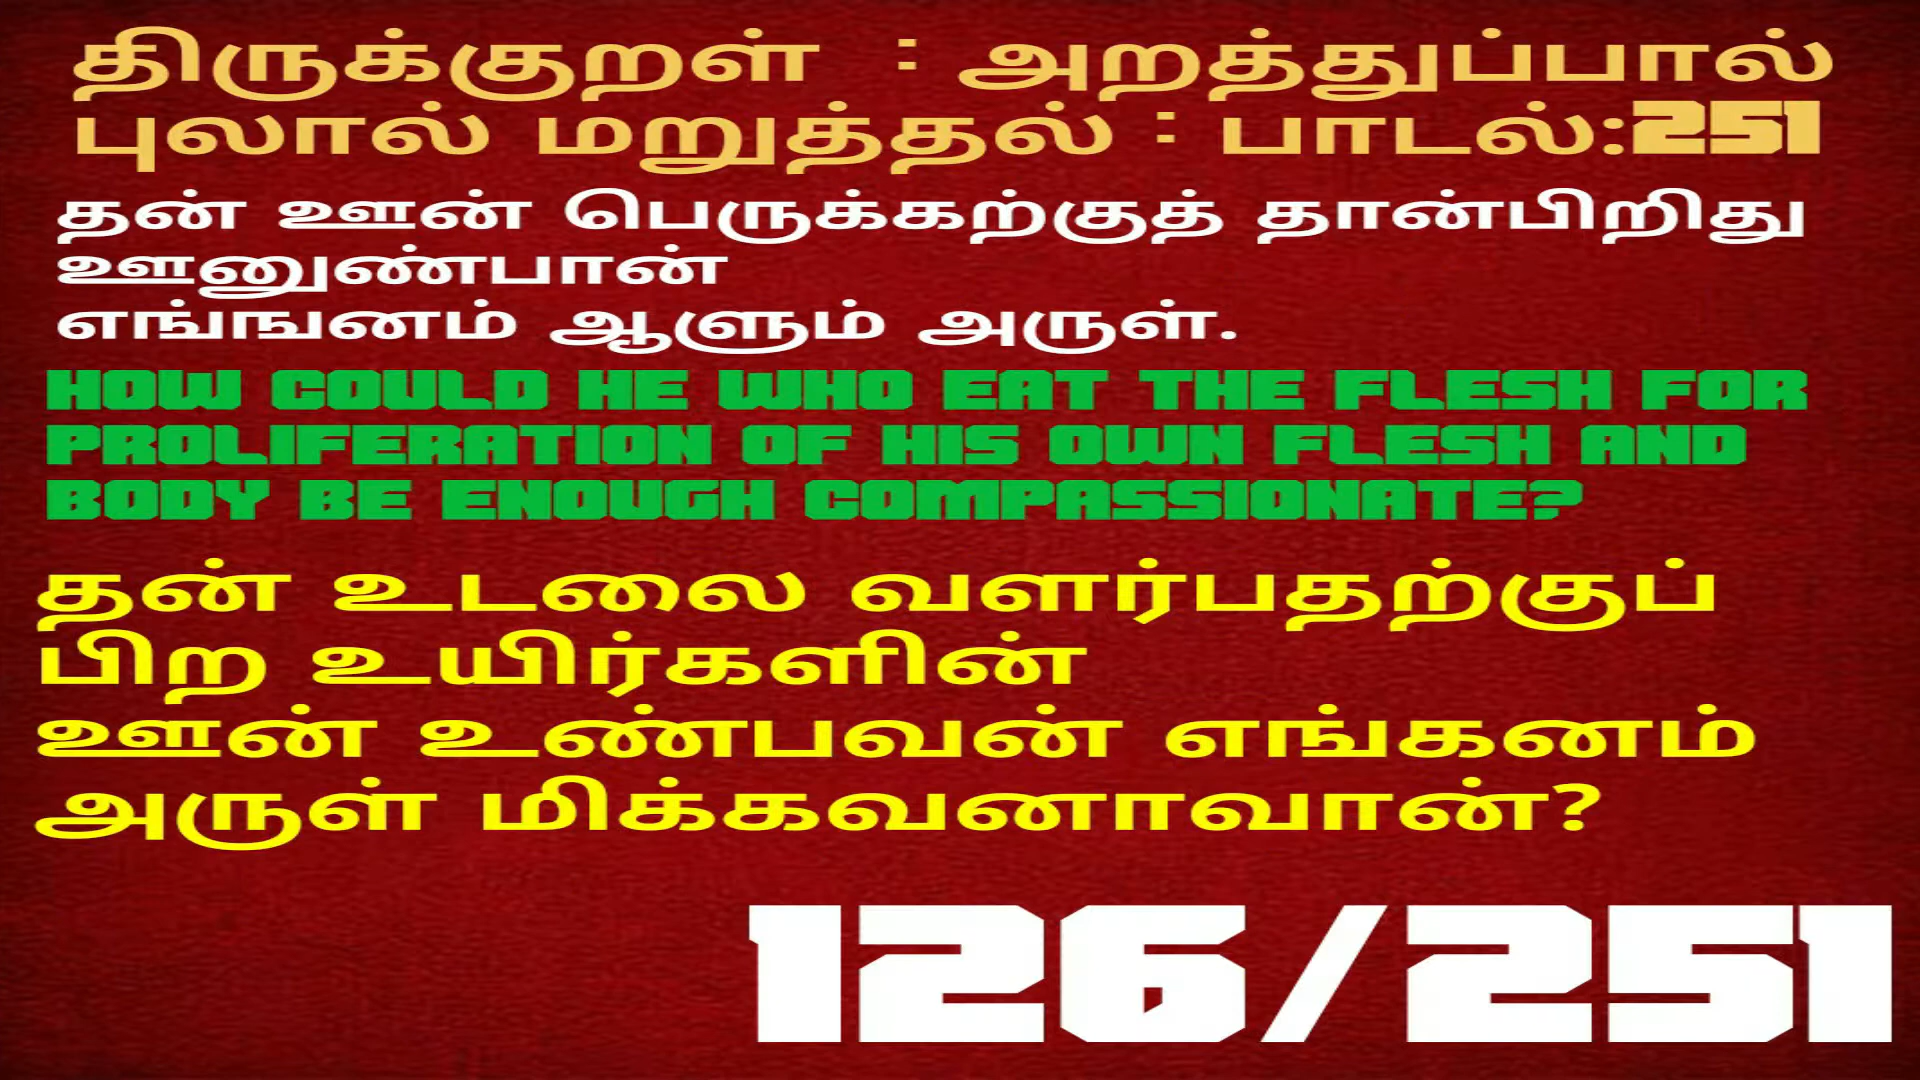 திருக்குறள் : அறத்துப்பால்
புலால் மறுத்தல் : பாடல்:251
தன் ஊன் பெருக்கற்குத் தான்பிறிது
ஊனுண்பான்
எங்ஙனம் ஆளும் அருள்.
HOW COULD HE WHO EAT THE FLESH FOR
PROLIFERATION OF HIS OWN FLESH AND
BODY BE ENOUGH COMPASSIONATE?
தன் உடலை வளர்பதற்குப்
பிற உயிர்களின்
ஊன் உண்பவன் எங்கனம்
அருள் மிக்கவனாவான்?
126/251